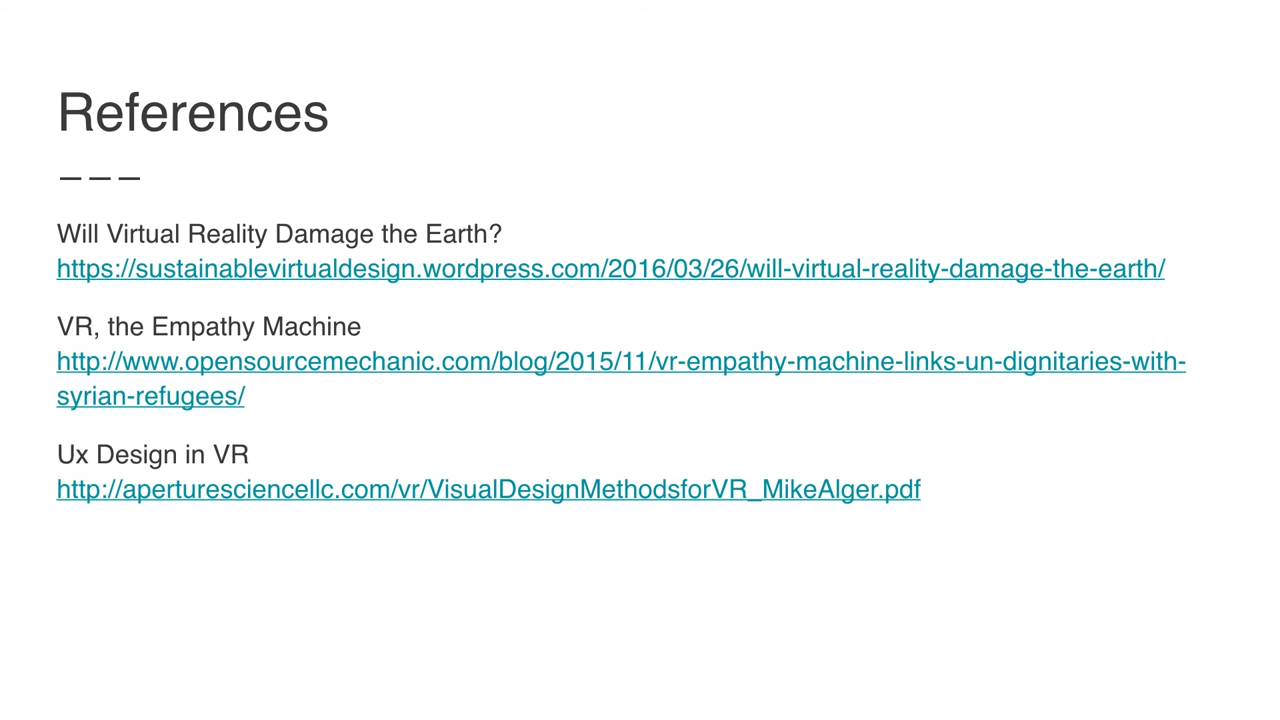 References
Will Virtual Reality Damage the Earth?
https://sustainablevirtualdesign.wordpress.com/2016/03/26/will-virtual-reality-damage-the-earth/
VR, the Empathy Machine
http://www.opensourcemechanic.com/blog/2015/11/vr-empathy-machine-links-un-dignitaries-with-
syrian-refugees/
Ux Design in VR
http://aperturesciencellc.com/vr/VisualDesignMethodsforVR_MikeAlger.pdf